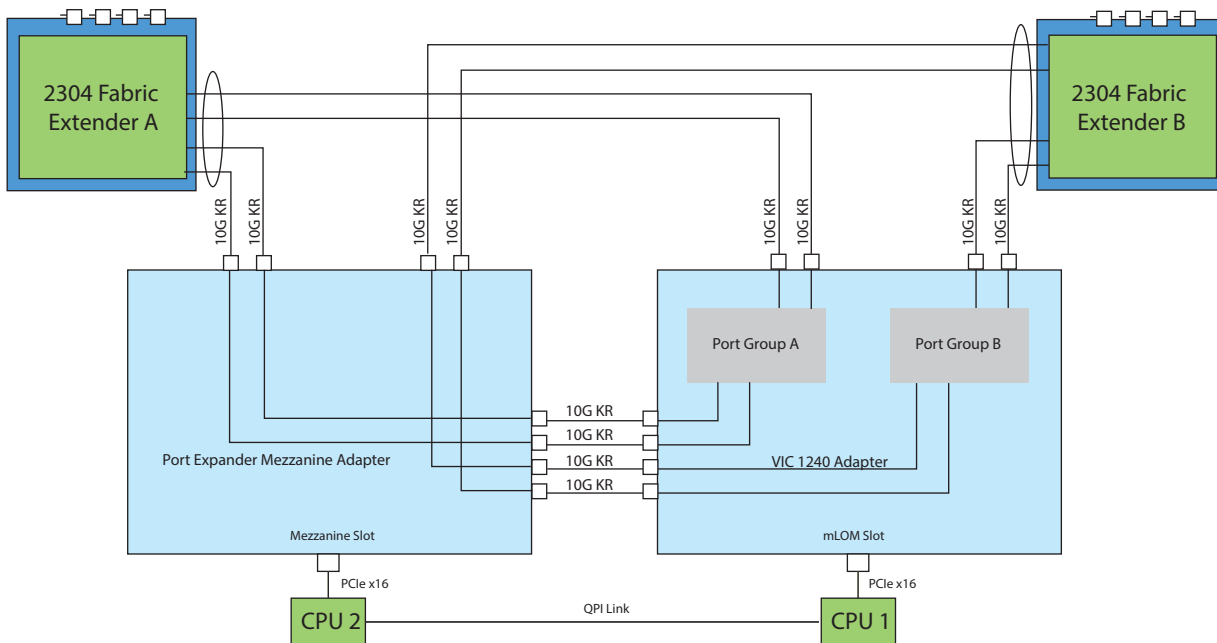 2304 Fabric
Extender A
2304 Fabric
Extender B
10G KR
10G KR
10G KR
10G KR
10G KR
10G KR
10G KR
10G KR
Port Group A
Port Group B
10G KR
10G KR
10G KR
10G KR
Port Expander Mezzanine Adapter
VIC 1240 Adapter
Mezzanine Slot
mLOM Slot
PCIe x16
PCIe x16
QPI Link
CPU 2
CPU 1